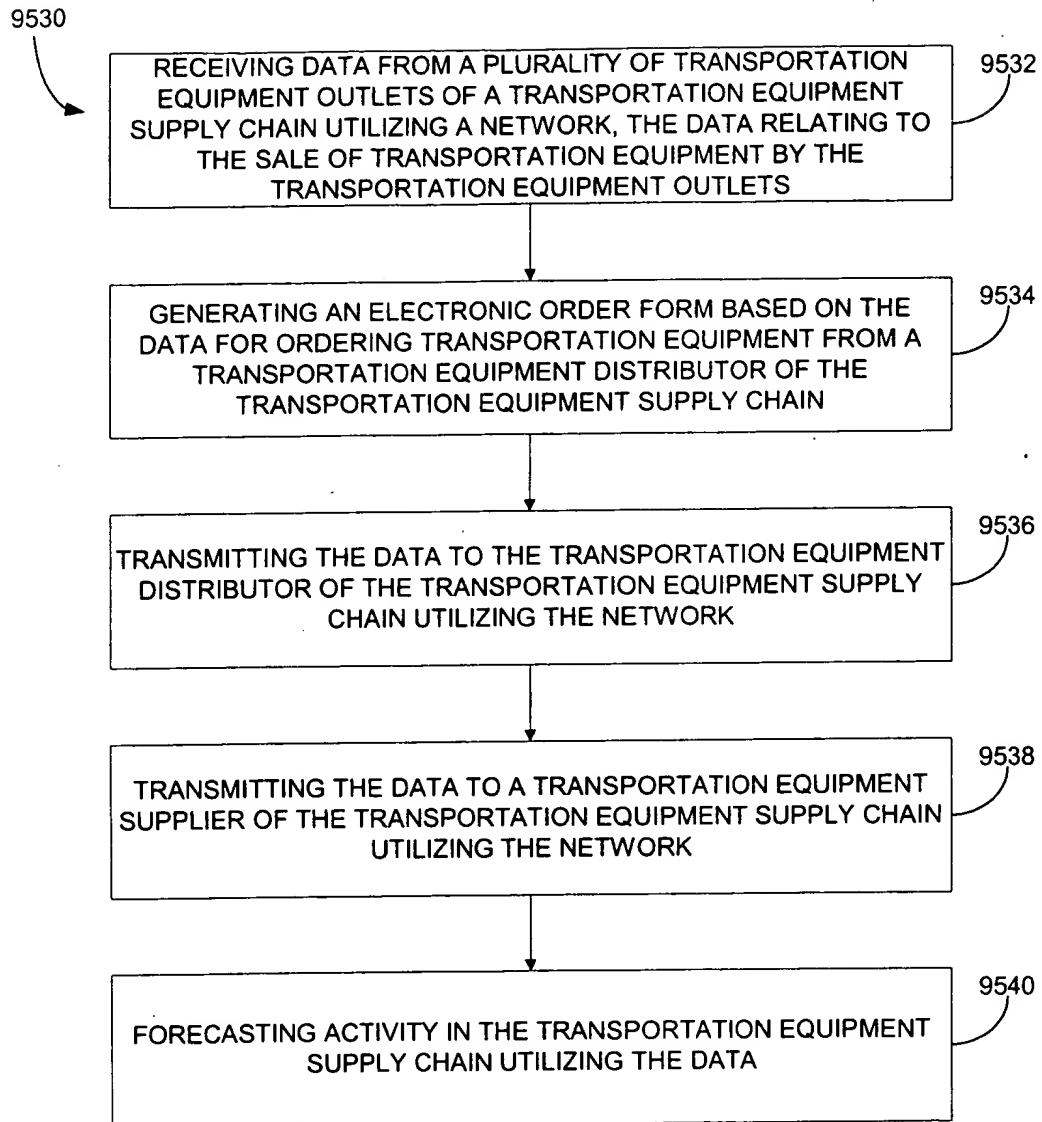 9530
RECEIVING DATA FROM A PLURALITY OF TRANSPORTATION
EQUIPMENT OUTLETS OF A TRANSPORTATION EQUIPMENT
SUPPLY CHAIN UTILIZING A NETWORK, THE DATA RELATING TO
THE SALE OF TRANSPORTATION EQUIPMENT BY THE
TRANSPORTATION EQUIPMENT OUTLETS
9532
GENERATING AN ELECTRONIC ORDER FORM BASED ON THE
DATA FOR ORDERING TRANSPORTATION EQUIPMENT FROM A
TRANSPORTATION EQUIPMENT DISTRIBUTOR OF THE
TRANSPORTATION EQUIPMENT SUPPLY CHAIN
9534
TRANSMITTING THE DATA TO THE TRANSPORTATION EQUIPMENT
DISTRIBUTOR OF THE TRANSPORTATION EQUIPMENT SUPPLY
CHAIN UTILIZING THE NETWORK
9536
TRANSMITTING THE DATA TO A TRANSPORTATION EQUIPMENT
SUPPLIER OF THE TRANSPORTATION EQUIPMENT SUPPLY CHAIN
UTILIZING THE NETWORK
9538
FORECASTING ACTIVITY IN THE TRANSPORTATION EQUIPMENT
SUPPLY CHAIN UTILIZING THE DATA
9540